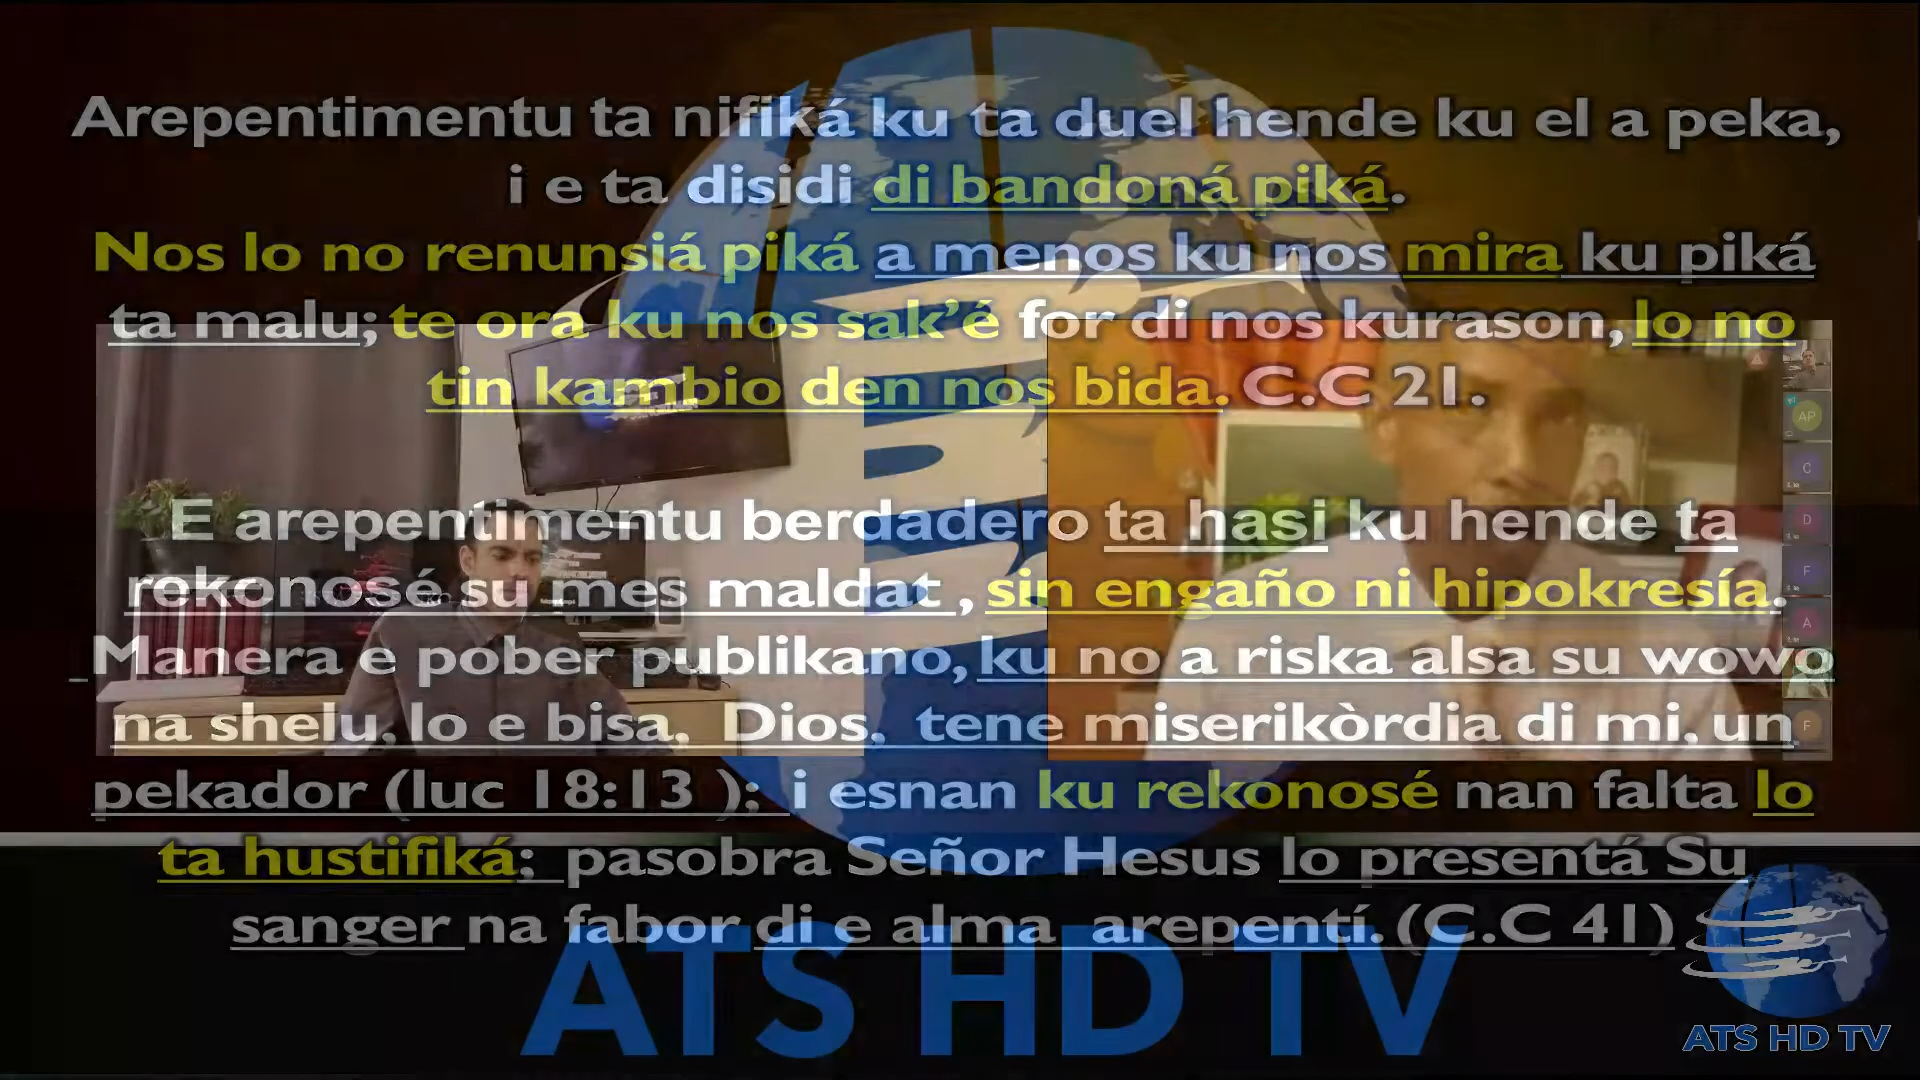 Arepentimentu ta nifiká ku ta duel hende ku el a peka,
i e ta disidi di bandoná piká.
Nos lo no renunsiá piká a menos ku nos mira ku piká
ta malu; te ora ku nos sak’é for di nos kurason, lo no
tin kambio den nos bida. C.C 21.
E arepentimentu berdadero ta hasi ku hende ta
rekonosé su mes maldat , sin engaño ni hipokresía.
Manera e pober publikano, ku no a riska alsa su wowo
na shelu, lo e bisa, Dios, tene miserikòrdia di mi, un
pekador (luc 18:13 ); i esnan ku rekonosé nan falta lo
ta hustifiká; pasobra Señor Hesus lo presentá Su
sanger na fabor di e alma arepentí. (C.C 41)
ATS HD TV
ATS HD TV
AP
C
D
F
A
F